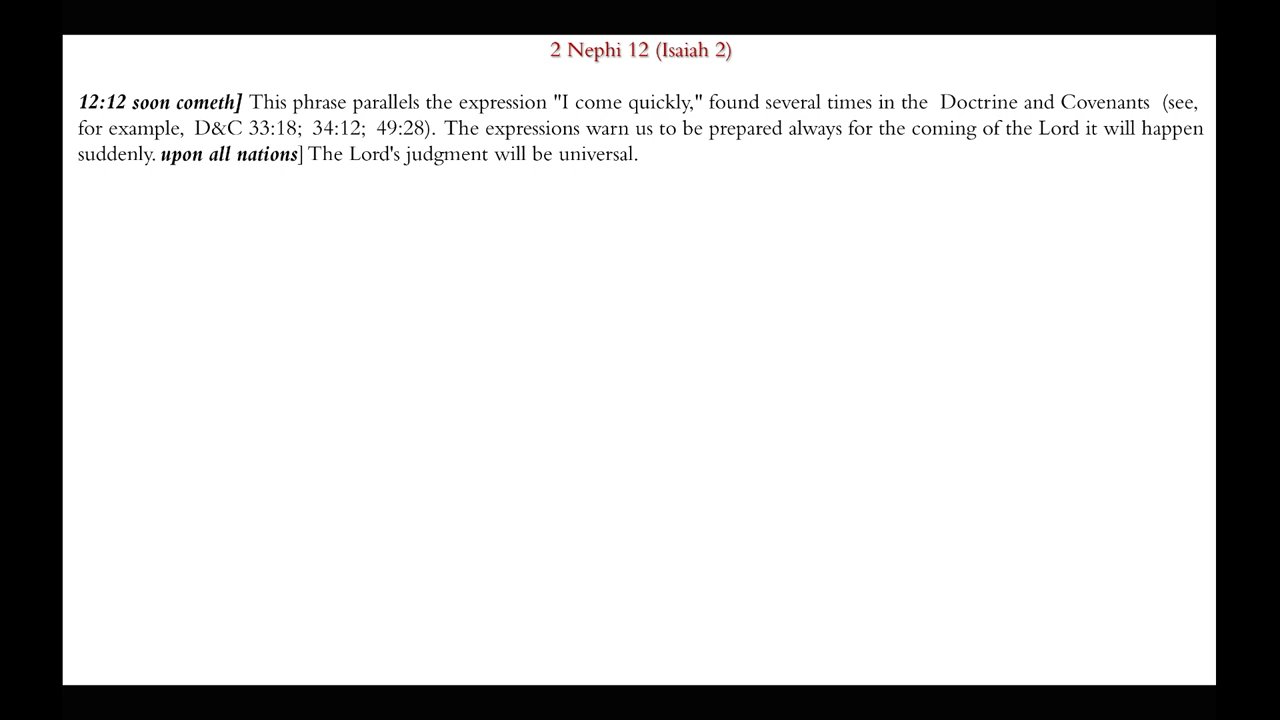 2 Nephi 12 (Isaiah 2)
12:12 soon cometh] This phrase parallels the expression "I come quickly," found several times in the Doctrine and Covenants (see,
for example, D&C 33:18; 34:12; 49:28). The expressions warn us to be prepared always for the coming of the Lord it will happen
suddenly. upon all nations] The Lord's judgment will be universal.